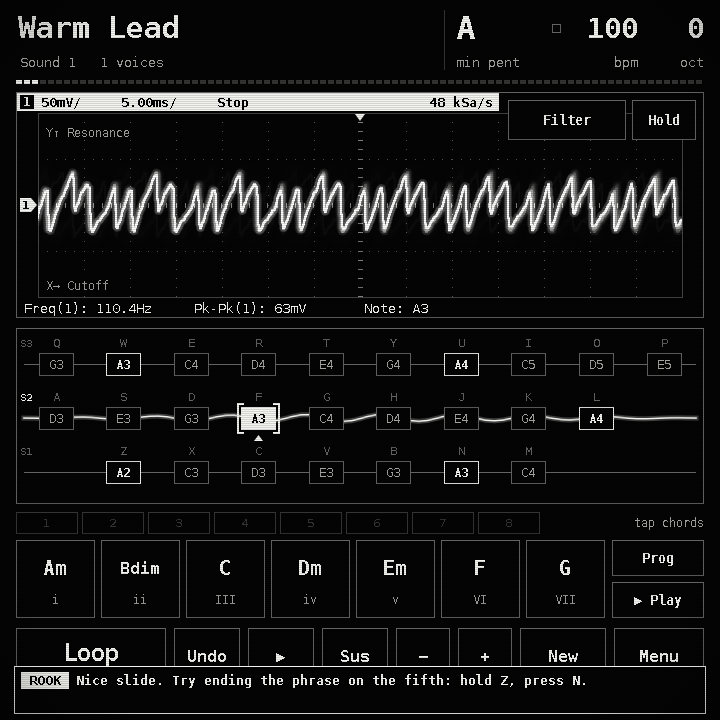 Warm Lead A 100 0
Sound 1 1 voices min pent bpm oct
1 50mV/ 5.00ms/ Stop 48 kSa/s
Filter Hold
Y↑ Resonance
1
X→ Cutoff
Freq(1): 110.4Hz Pk-Pk(1): 63mV Note: A3
S3 Q W E R T Y U I O P
G3 A3 C4 D4 E4 G4 A4 C5 D5 E5
S2 A S D F G H J K L
D3 E3 G3 A3 C4 D4 E4 G4 A4
S1 Z X C V B N M
A2 C3 D3 E3 G3 A3 C4
1 2 3 4 5 6 7 8 tap chords
Am Bdim C Dm Em F G Prog
i ii III iv v VI VII ▶ Play
Loop Undo ▶ Sus − + New Menu
ROOK Nice slide. Try ending the phrase on the fifth: hold Z, press N.